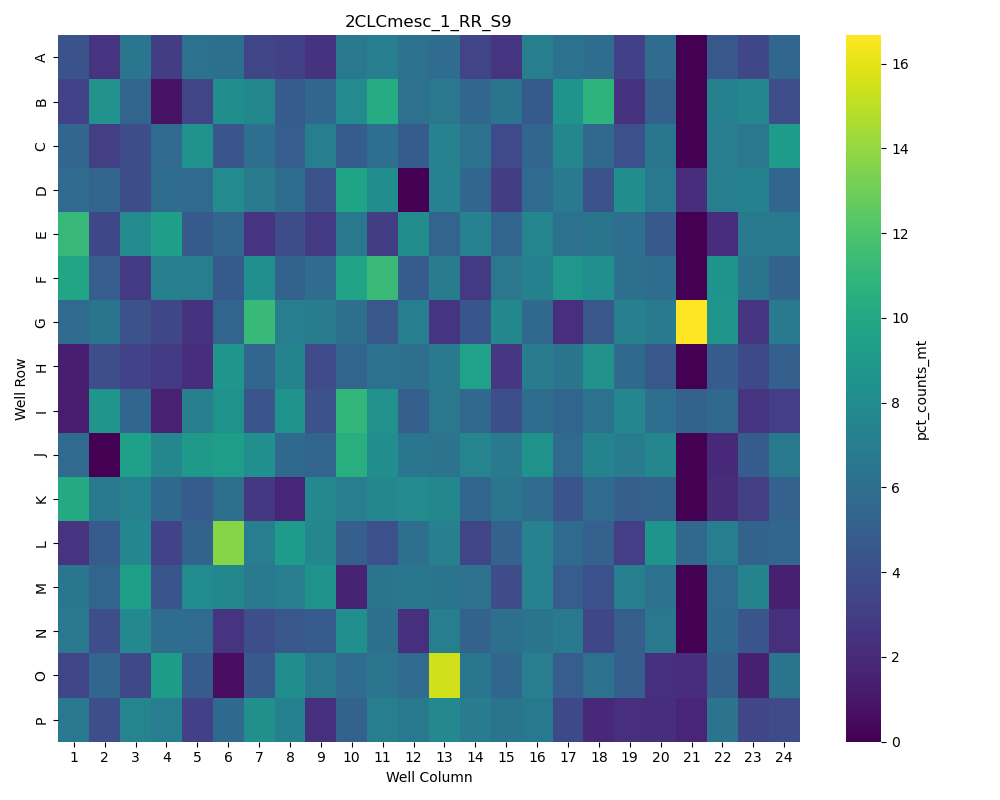 2CLCmesc_1_RR_S9
A
B
C
D
E
F
G
H
I
J
K
L
M
N
O
P
Well Row
1 2 3 4 5 6 7 8 9 10 11 12 13 14 15 16 17 18 19 20 21 22 23 24
Well Column
16
14
12
10
8
6
4
2
0
pct_counts_mt